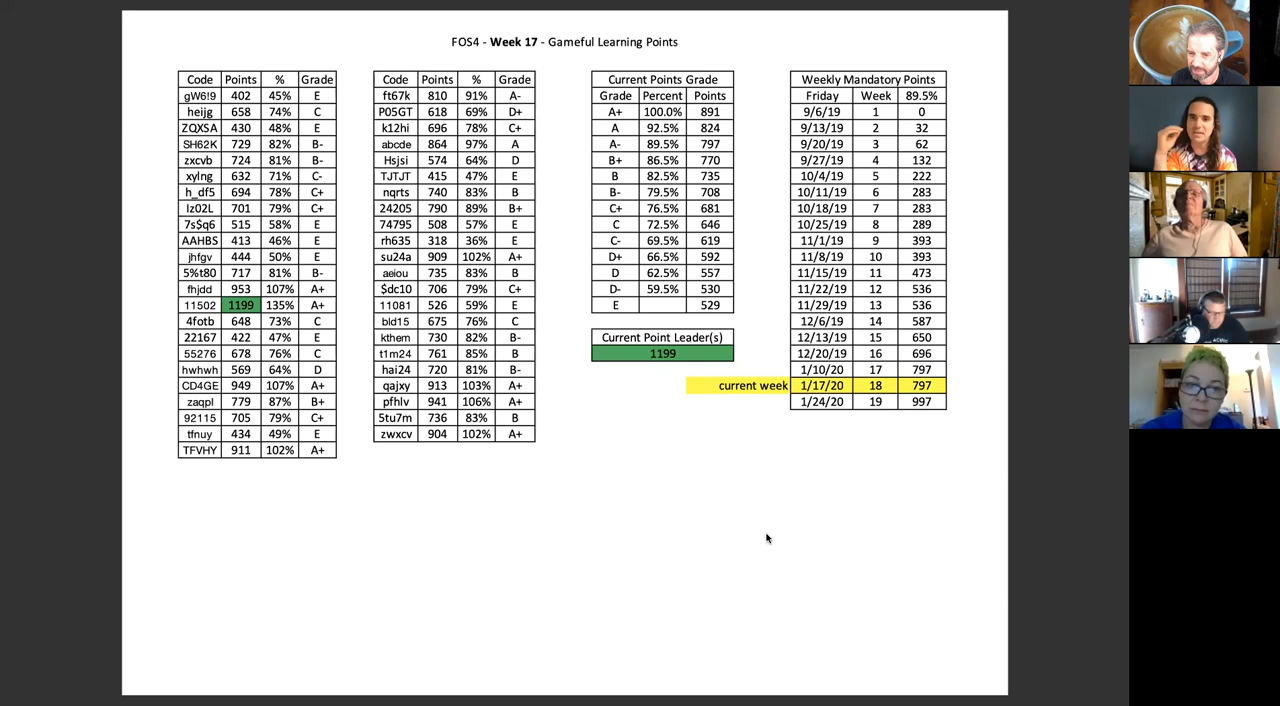 FOS4 - Week 17 - Gameful Learning Points
Code Points % Grade
gW6!9 402 45% E
heijg 658 74% C
ZQXSA 430 48% E
SH62K 729 82% B-
zxcvb 724 81% B-
xylng 632 71% C-
h_df5 694 78% C+
lz02L 701 79% C+
7s$q6 515 58% E
AAHBS 413 46% E
jhfgv 444 50% E
5%t80 717 81% B-
fhjdd 953 107% A+
11502 1199 135% A+
4fotb 648 73% C
22167 422 47% E
55276 678 76% C
hwhwh 569 64% D
CD4GE 949 107% A+
zaqpl 779 87% B+
92115 705 79% C+
tfnuy 434 49% E
TFVHY 911 102% A+
Code Points % Grade
ft67k 810 91% A-
P05GT 618 69% D+
k12hi 696 78% C+
abcde 864 97% A
Hsjsi 574 64% D
TJTJT 415 47% E
nqrts 740 83% B
24205 790 89% B+
74795 508 57% E
rh635 318 36% E
su24a 909 102% A+
aeiou 735 83% B
$dc10 706 79% C+
11081 526 59% E
bld15 675 76% C
kthem 730 82% B-
t1m24 761 85% B
hai24 720 81% B-
qajxy 913 103% A+
pfhlv 941 106% A+
5tu7m 736 83% B
zwxcv 904 102% A+
Current Points Grade
Grade Percent Points
A+ 100.0% 891
A 92.5% 824
A- 89.5% 797
B+ 86.5% 770
B 82.5% 735
B- 79.5% 708
C+ 76.5% 681
C 72.5% 646
C- 69.5% 619
D+ 66.5% 592
D 62.5% 557
D- 59.5% 530
E 529
Current Point Leader(s)
1199
Weekly Mandatory Points
Friday Week 89.5%
9/6/19 1 0
9/13/19 2 32
9/20/19 3 62
9/27/19 4 132
10/4/19 5 222
10/11/19 6 283
10/18/19 7 283
10/25/19 8 289
11/1/19 9 393
11/8/19 10 393
11/15/19 11 473
11/22/19 12 536
11/29/19 13 536
12/6/19 14 587
12/13/19 15 650
12/20/19 16 696
1/10/20 17 797
current week 1/17/20 18 797
1/24/20 19 997